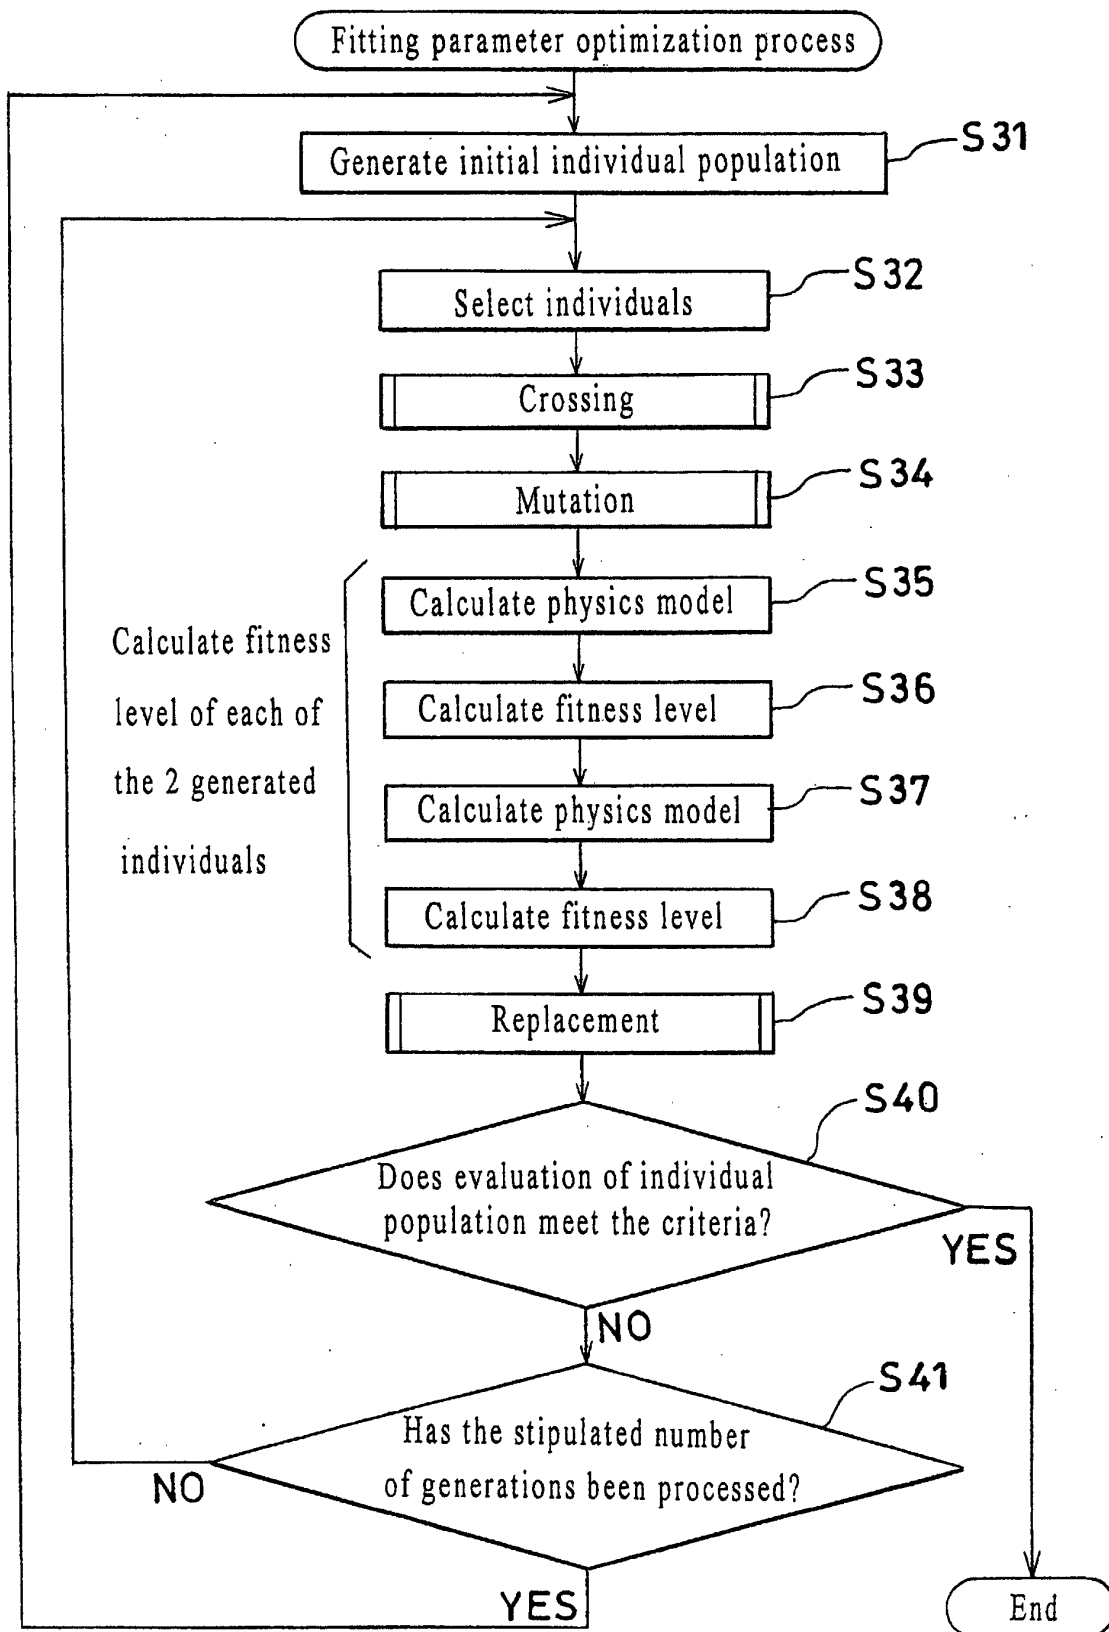 Fitting parameter optimization process
Generate initial individual population
S31
Select individuals
S32
Crossing
S33
Mutation
S34
Calculate fitness
level of each of
the 2 generated
individuals
Calculate physics model
S35
Calculate fitness level
S36
Calculate physics model
S37
Calculate fitness level
S38
Replacement
S39
S40
Does evaluation of individual
population meet the criteria?
YES
NO
S41
Has the stipulated number
of generations been processed?
NO
YES
End